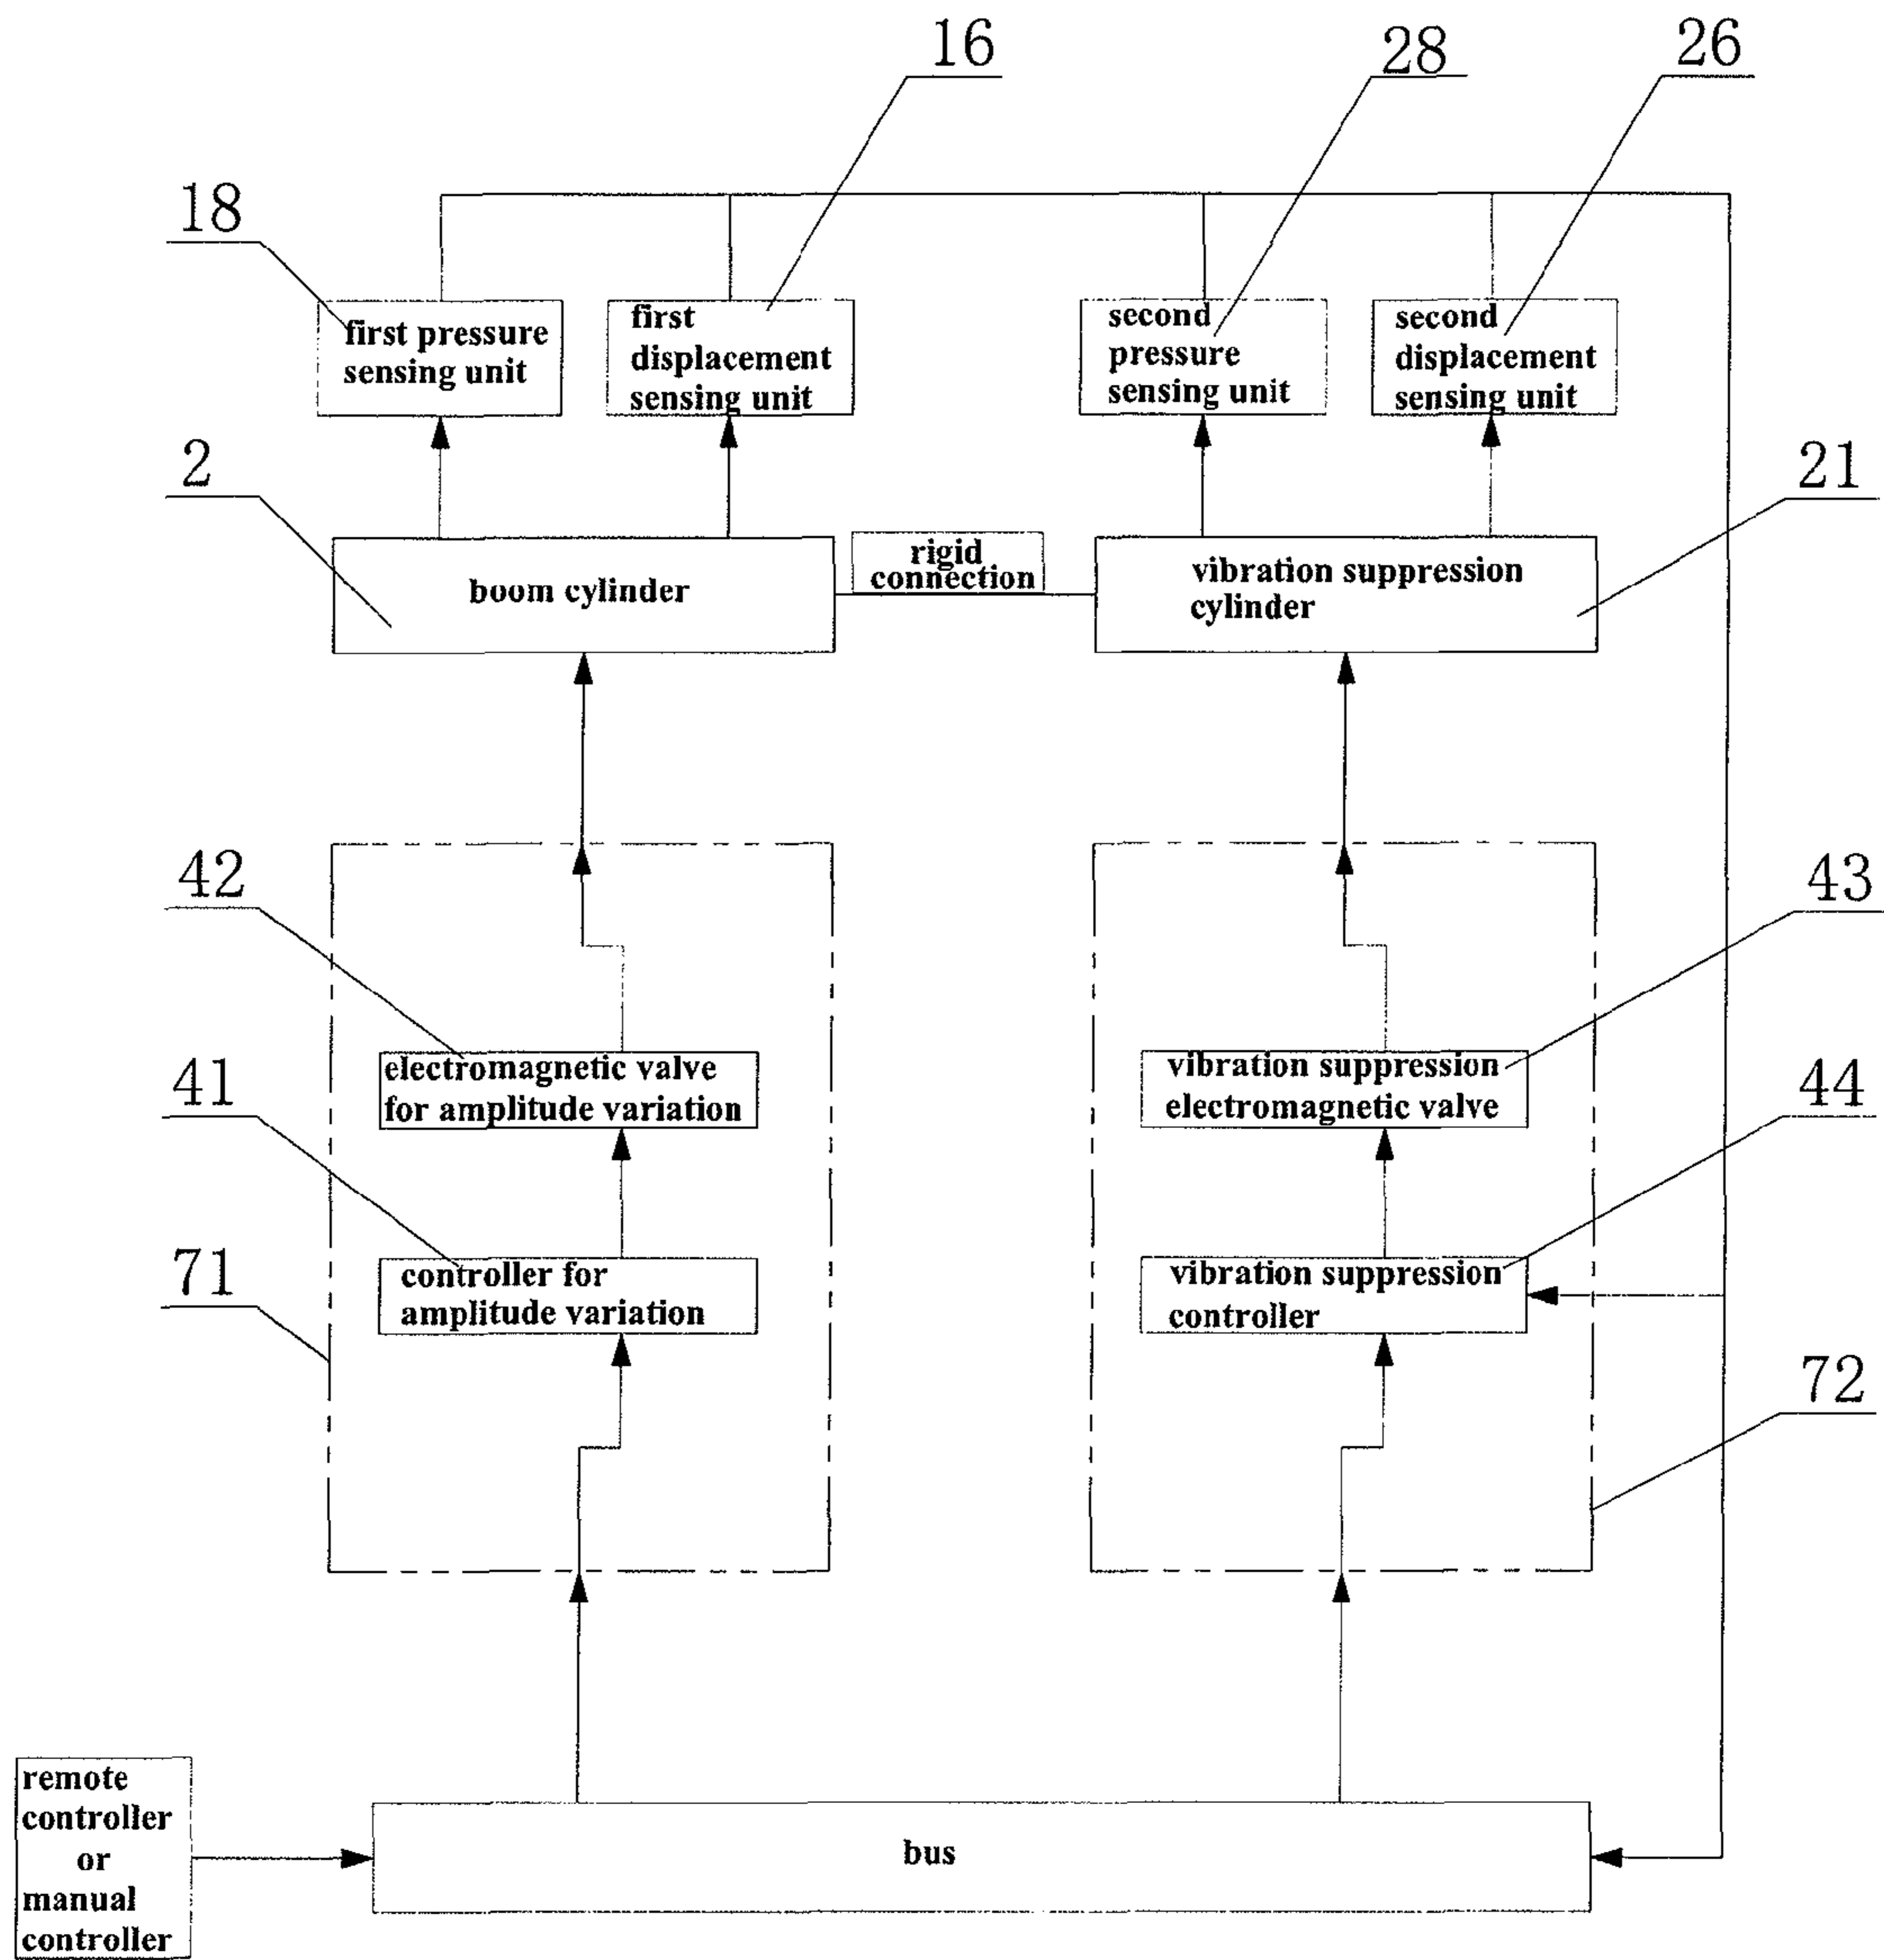 16
28
26
18
first pressure
sensing unit
first
displacement
sensing unit
second
pressure
sensing unit
second
displacement
sensing unit
2
21
boom cylinder
rigid
connection
vibration suppression
cylinder
42
43
electromagnetic valve
for amplitude variation
vibration suppression
electromagnetic valve
41
44
controller for
amplitude variation
vibration suppression
controller
71
72
remote
controller
or
manual
controller
bus